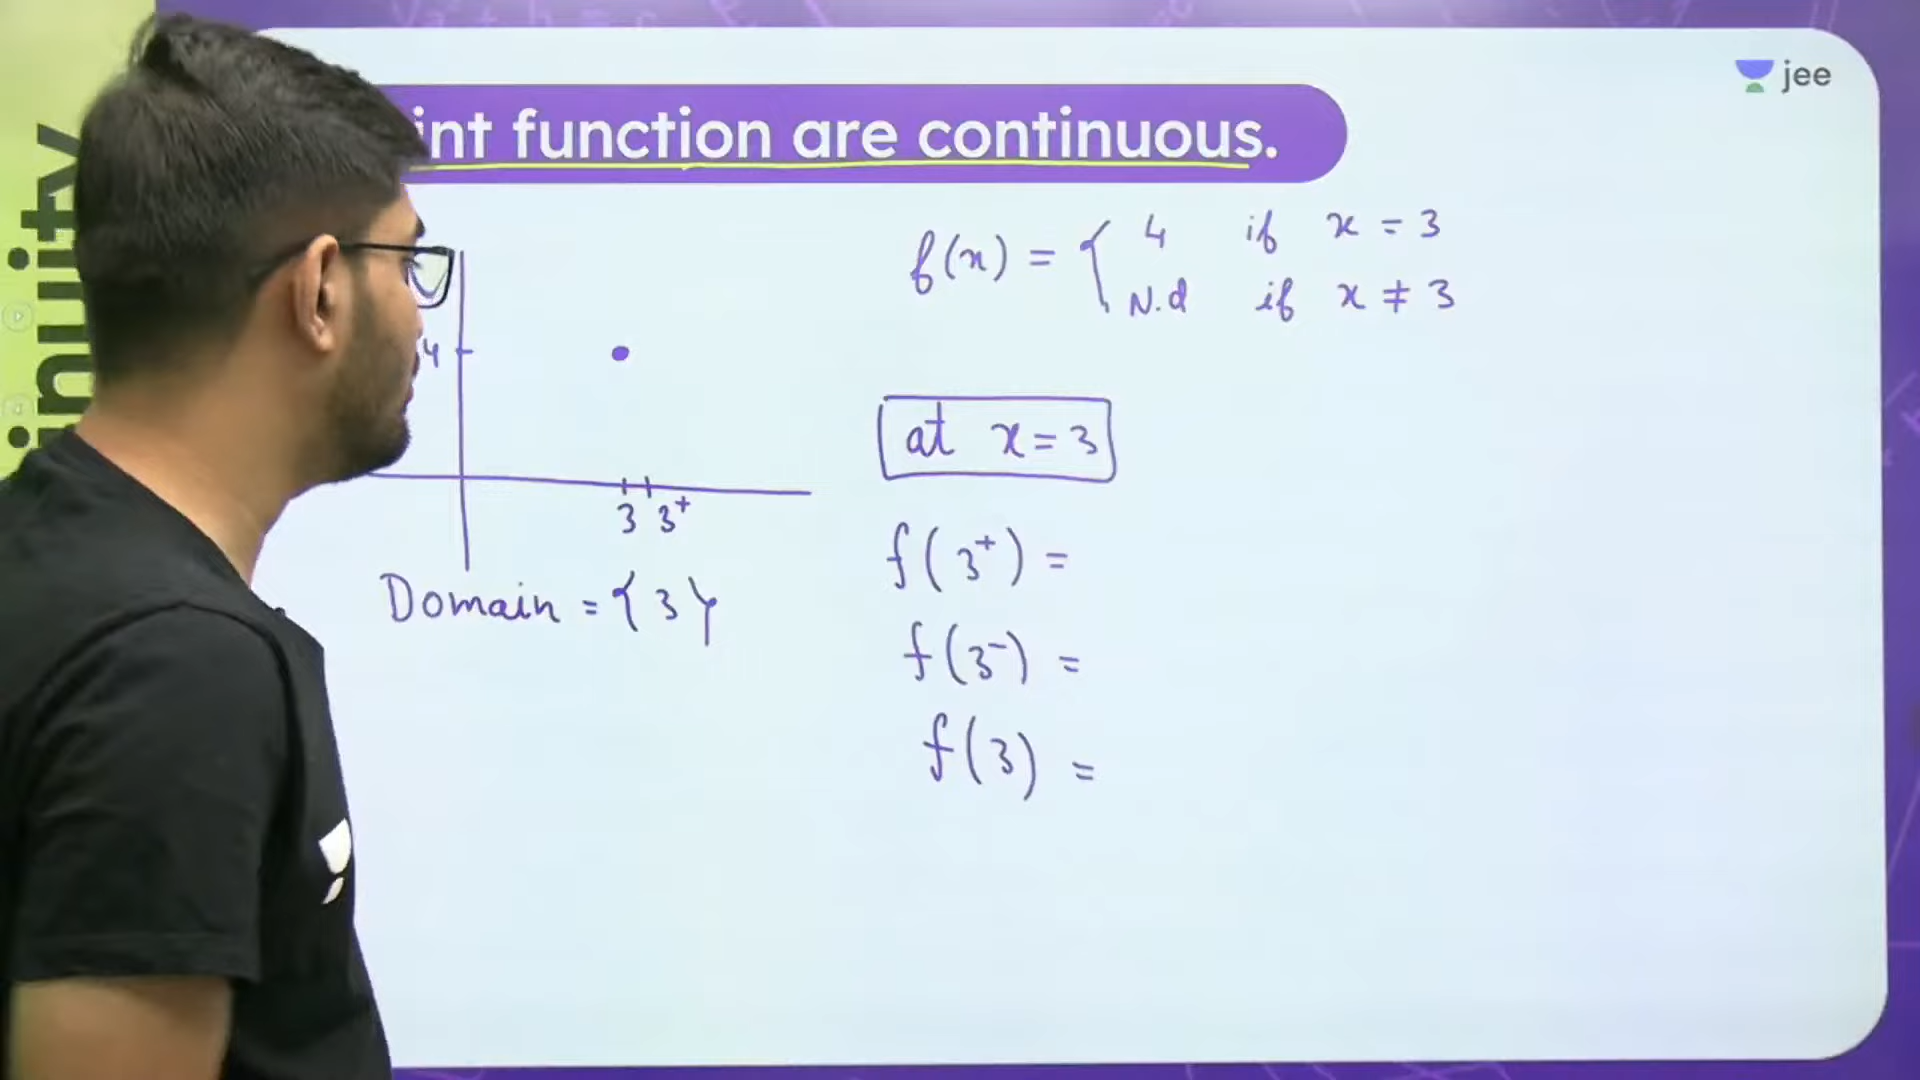 jee
int function are continuous.
inuity
f(x) = { 4 if x = 3
N.d if x ≠ 3
4
at x = 3
3 3⁺
f(3⁺) =
Domain = {3}
f(3⁻) =
f(3) =